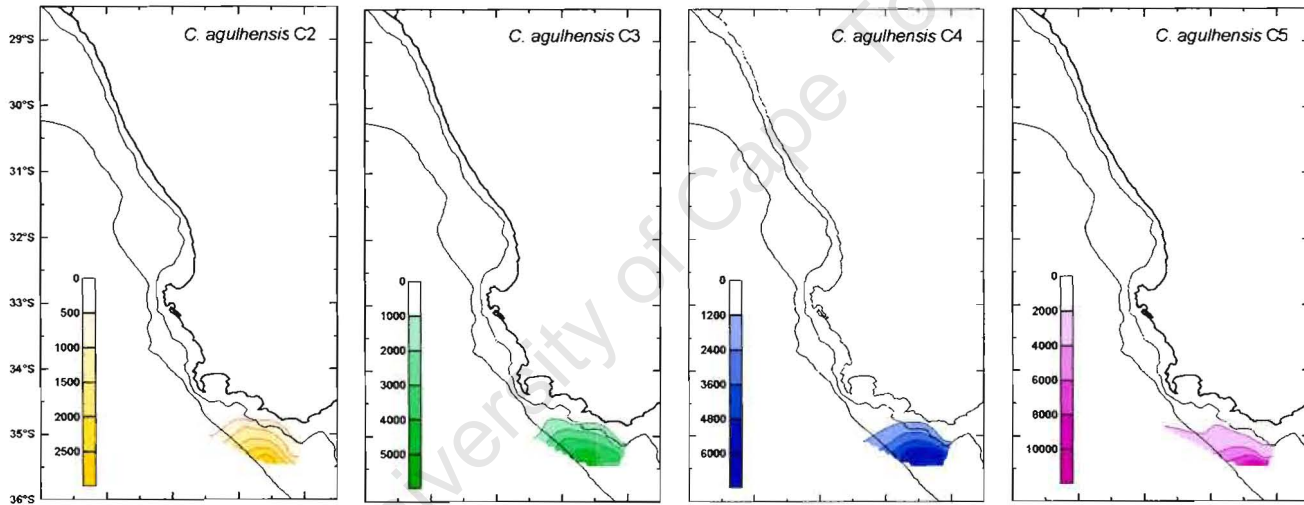 C. agulhensis C2
C. agulhensis C3
C. agulhensis C4
C. agulhensis C5
29°S
30°S
31°S
32°S
33°S
34°S
35°S
36°S
0
500
1000
1500
2000
2500
0
1000
2000
3000
4000
5000
0
1200
2400
3600
4800
6000
0
2000
4000
6000
8000
10000
iversity of Cape To